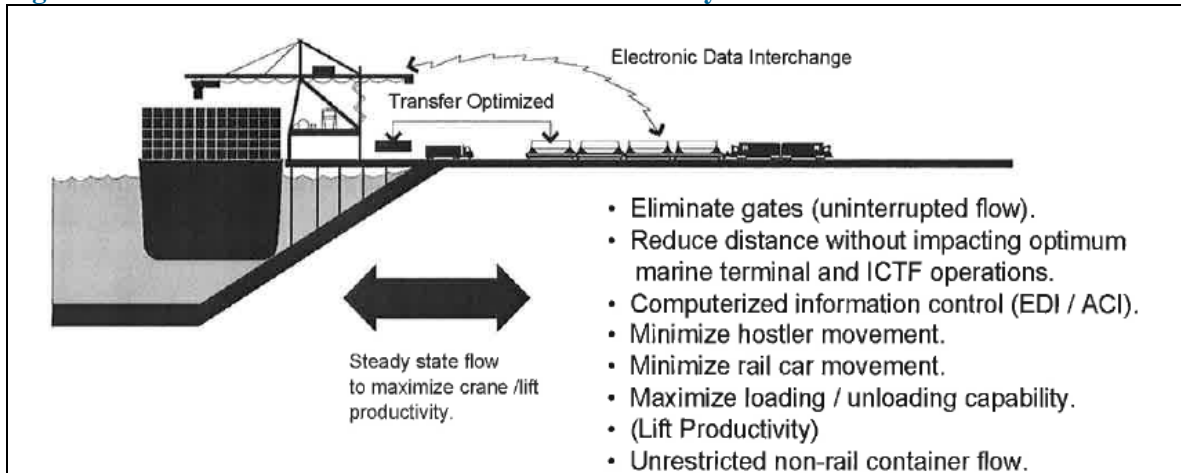 Electronic Data Interchange
Transfer Optimized
• Eliminate gates (uninterrupted flow).
• Reduce distance without impacting optimum
marine terminal and ICTF operations.
• Computerized information control (EDI / ACI).
• Minimize hostler movement.
• Minimize rail car movement.
• Maximize loading / unloading capability.
• (Lift Productivity)
• Unrestricted non-rail container flow.
Steady state flow
to maximize crane /lift
productivity.